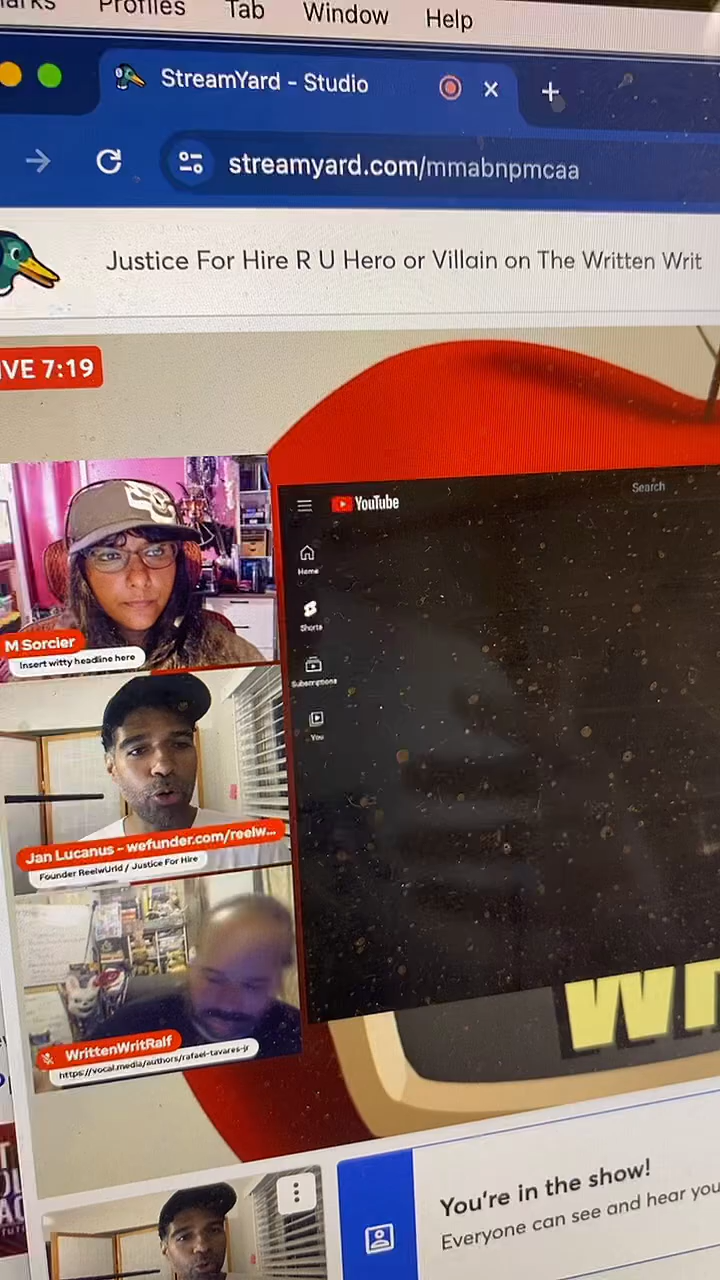 Profiles Tab Window Help
StreamYard - Studio
streamyard.com/mmabnpmcaa
Justice For Hire R U Hero or Villain on The Written Writ
IVE 7:19
YouTube
Search
Home
Shorts
Subscriptions
You
M Sorcier
Insert witty headline here
Jan Lucanus - wefunder.com/reelw...
Founder ReelwUrld / Justice For Hire
WrittenWritRalf
https://vocal.media/authors/rafael-tavares-jr
WR
You're in the show!
Everyone can see and hear you